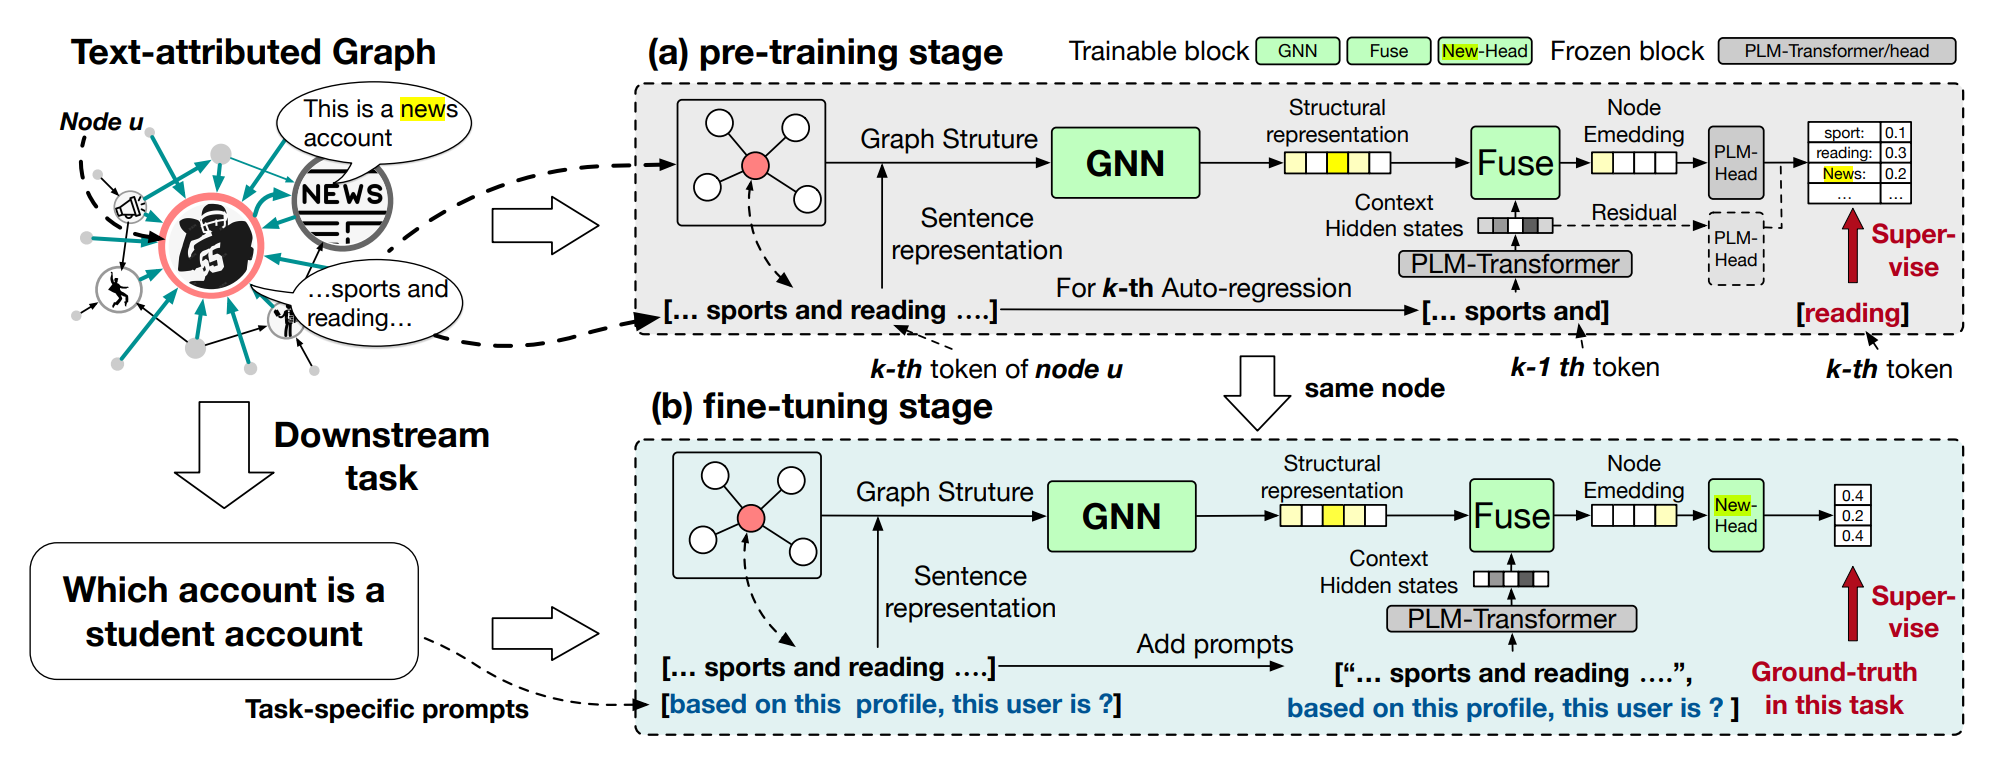 Text-attributed Graph
Node u
This is a news
account
NEWS
65
...sports and
reading...
Downstream
task
Which account is a
student account
Task-specific prompts
(a) pre-training stage
Trainable block
GNN
Fuse
New-Head
Frozen block
PLM-Transformer/head
Graph Struture
GNN
Structural
representation
Fuse
Node
Emedding
PLM-
Head
sport: 0.1
reading: 0.3
News: 0.2
... ...
Sentence
representation
Context
Hidden states
Residual
PLM-
Head
PLM-Transformer
Super-
vise
[... sports and reading ....]
For k-th Auto-regression
[... sports and]
[reading]
k-th token of node u
k-1 th token
k-th token
same node
(b) fine-tuning stage
Graph Struture
GNN
Structural
representation
Fuse
Node
Emedding
New-
Head
0.4
0.2
0.4
Sentence
representation
Context
Hidden states
PLM-Transformer
Super-
vise
[... sports and reading ....]
[based on this profile, this user is ?]
Add prompts
["... sports and reading ....",
based on this profile, this user is ? ]
Ground-truth
in this task